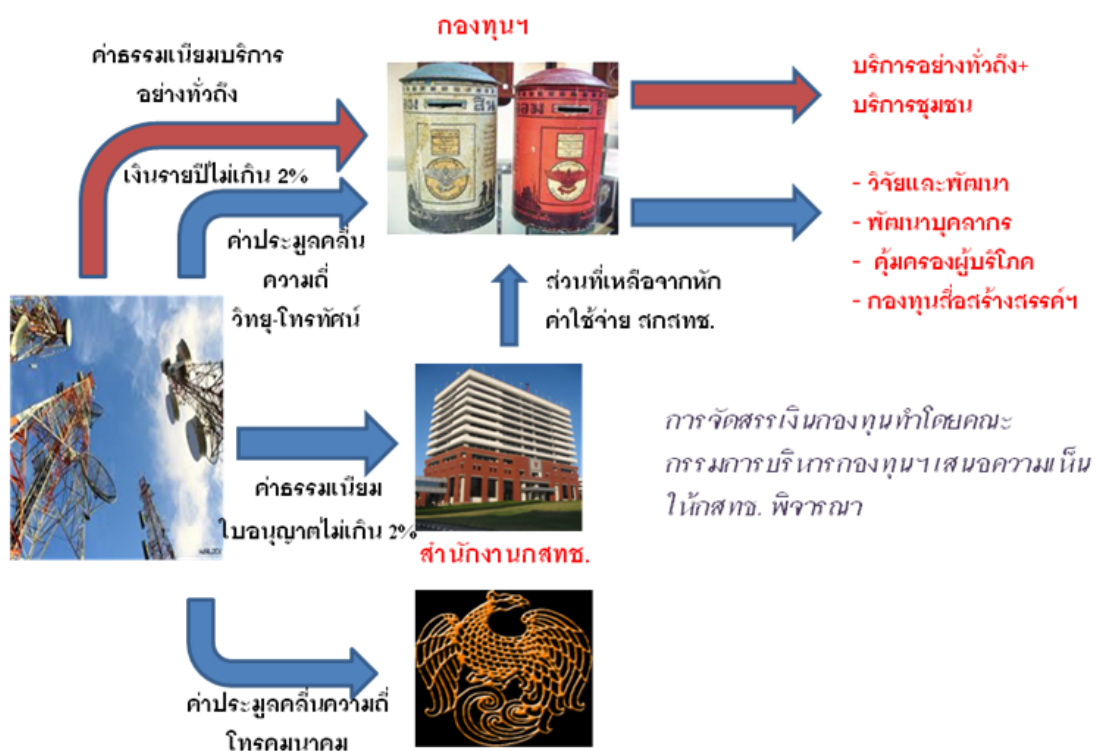 กองทุนฯ
ค่าธรรมเนียมบริการ
อย่างทั่วถึง
เงินรายปีไม่เกิน 2%
ค่าประมูลคลื่น
ความถี่
วิทยุ-โทรทัศน์
บริการอย่างทั่วถึง+
บริการชุมชน
- วิจัยและพัฒนา
- พัฒนาบุคลากร
- คุ้มครองผู้บริโภค
- กองทุนสื่อสร้างสรรค์ฯ
ส่วนที่เหลือจากหัก
ค่าใช้จ่าย สกสทช.
การจัดสรรเงินกองทุนทำโดยคณะ
กรรมการบริหารกองทุนฯเสนอความเห็น
ให้กสทช. พิจารณา
ค่าธรรมเนียม
ใบอนุญาตไม่เกิน 2%
สำนักงานกสทช.
ค่าประมูลคลื่นความถี่
โทรคมนาคม